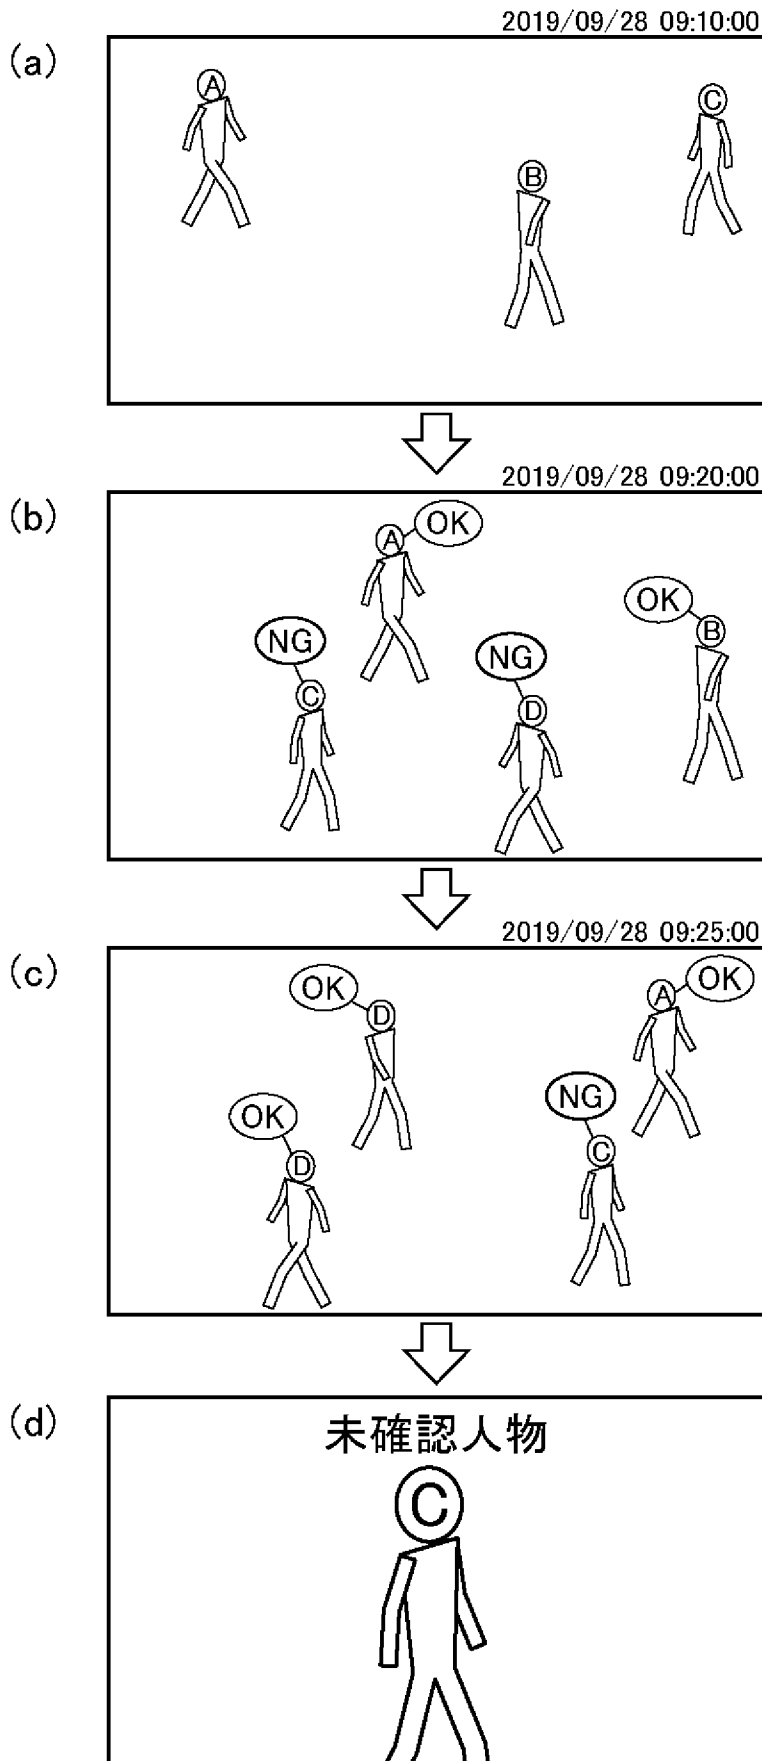 2019/09/28 09:10:00
(a)
A
C
B
2019/09/28 09:20:00
(b)
A
OK
OK
B
NG
NG
C
D
2019/09/28 09:25:00
(c)
OK
D
A
OK
OK
NG
D
C
(d)
未確認人物
C